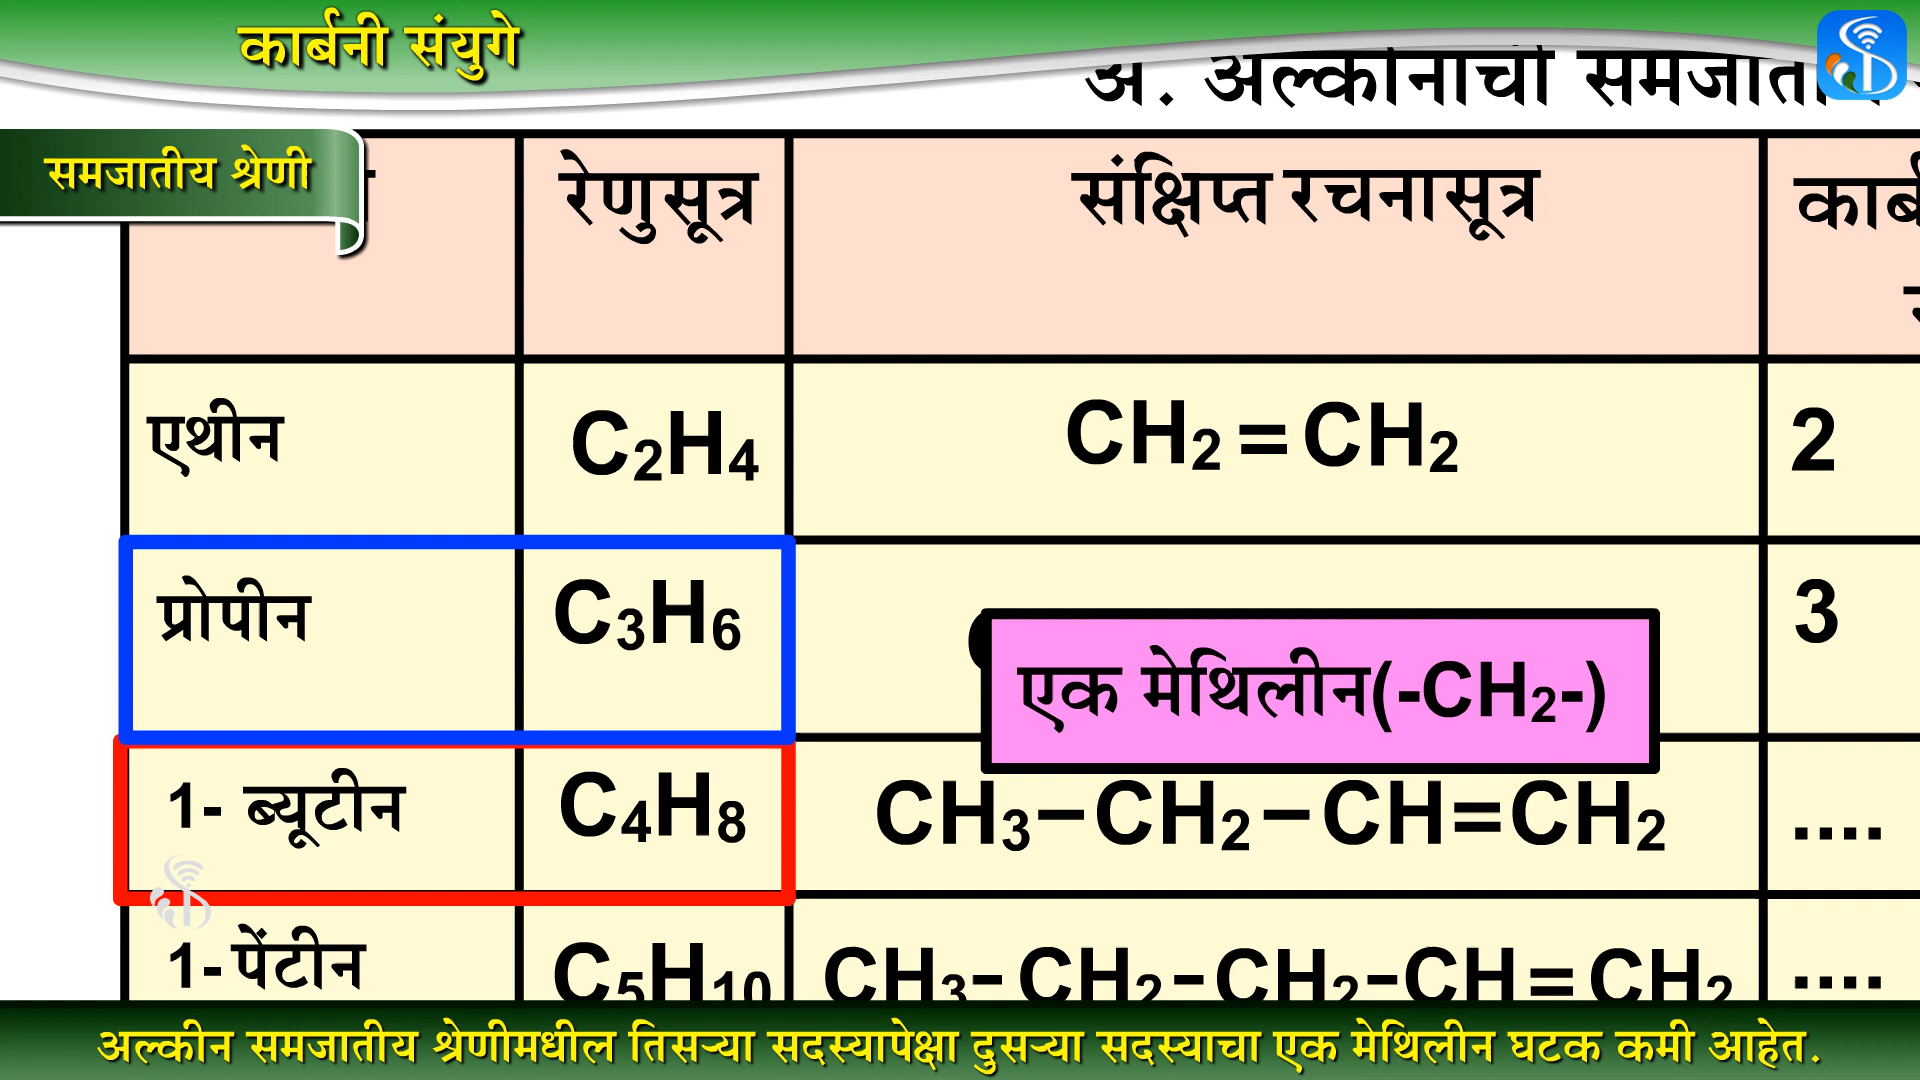 कार्बनी संयुगे
अ. अल्कीनांची
समजातीय श्रेणी
रेणुसूत्र
संक्षिप्त रचनासूत्र
एथीन
C2H4
CH2=CH2
2
प्रोपीन
C3H6
3
एक मेथिलीन(-CH2-)
1- ब्यूटीन
C4H8
CH3–CH2–CH=CH2
....
1-पेंटीन
C5H10
CH3-CH2-CH2-CH=CH2
....
अल्कीन समजातीय श्रेणीमधील तिसऱ्या सदस्यापेक्षा दुसऱ्या सदस्याचा एक मेथिलीन घटक कमी आहेत.